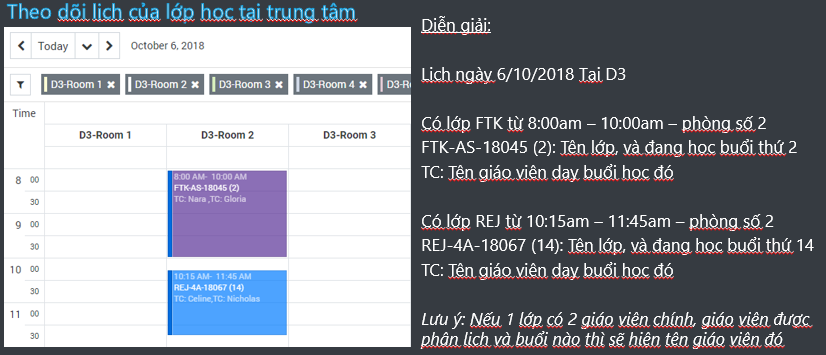 Theo dõi lịch của lớp học tại trung tâm
Today
October 6, 2018
D3-Room 1 ✖ D3-Room 2 ✖ D3-Room 3 ✖ D3-Room 4 ✖ D3-Room
Time
D3-Room 1 D3-Room 2 D3-Room 3
8 00
30
9 00
30
10 00
30
11 00
30
8:00 AM- 10:00 AM
FTK-AS-18045 (2)
TC: Nara ,TC: Gloria
10:15 AM- 11:45 AM
REJ-4A-18067 (14)
TC: Celine,TC: Nicholas
Diễn giải:
Lịch ngày 6/10/2018 Tại D3
Có lớp FTK từ 8:00am – 10:00am – phòng số 2
FTK-AS-18045 (2): Tên lớp, và đang học buổi thứ 2
TC: Tên giáo viên dạy buổi học đó
Có lớp REJ từ 10:15am – 11:45am – phòng số 2
REJ-4A-18067 (14): Tên lớp, và đang học buổi thứ 14
TC: Tên giáo viên dạy buổi học đó
Lưu ý: Nếu 1 lớp có 2 giáo viên chính, giáo viên được
phân lịch và buổi nào thì sẽ hiện tên giáo viên đó